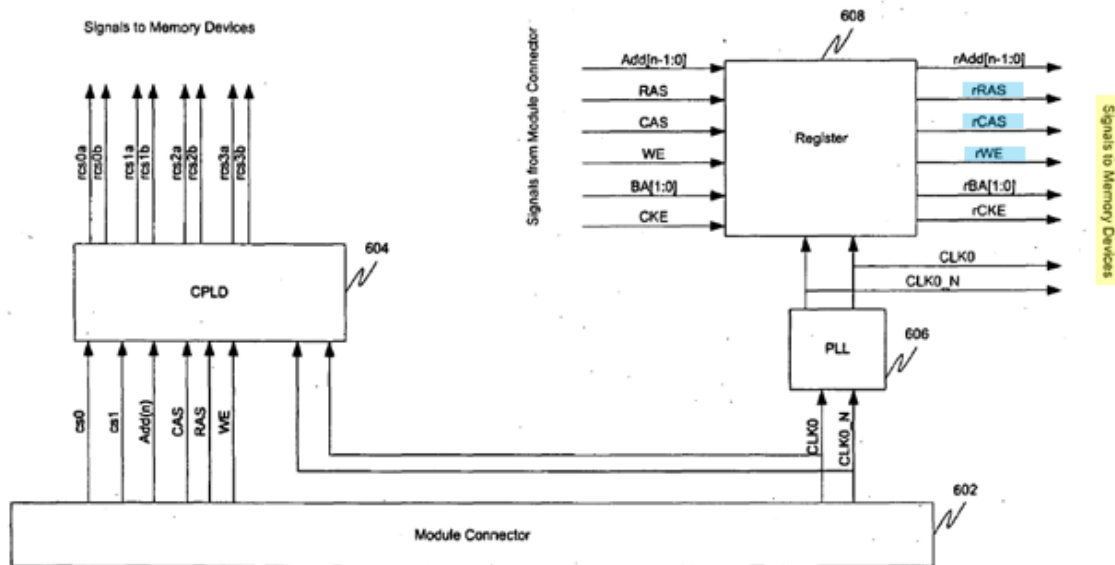 Signals to Memory Devices
rcs0a
rcs0b
rcs1a
rcs1b
rcs2a
rcs2b
rcs3a
rcs3b
604
CPLD
cs0
cs1
Add(n)
CAS
RAS
WE
Signals from Module Connector
608
Add[n-1:0]
RAS
CAS
WE
BA[1:0]
CKE
Register
rAdd[n-1:0]
rRAS
rCAS
rWE
rBA[1:0]
rCKE
Signals to Memory Devices
CLK0
CLK0_N
PLL
606
CLK0
CLK0_N
602
Module Connector